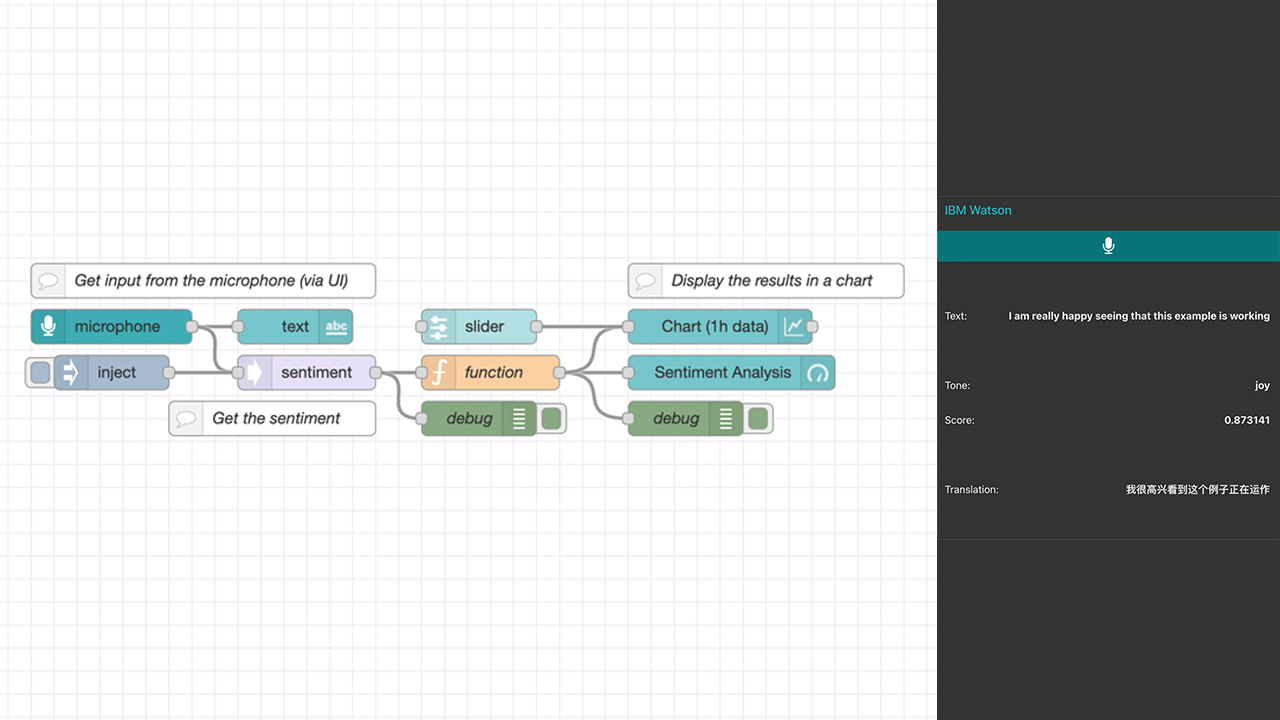 Get input from the microphone (via UI)
Display the results in a chart
microphone
text
abc
slider
Chart (1h data)
inject
sentiment
function
Sentiment Analysis
Get the sentiment
debug
debug
IBM Watson
Text: I am really happy seeing that this example is working
Tone: joy
Score: 0.873141
Translation: 我很高兴看到这个例子正在运作